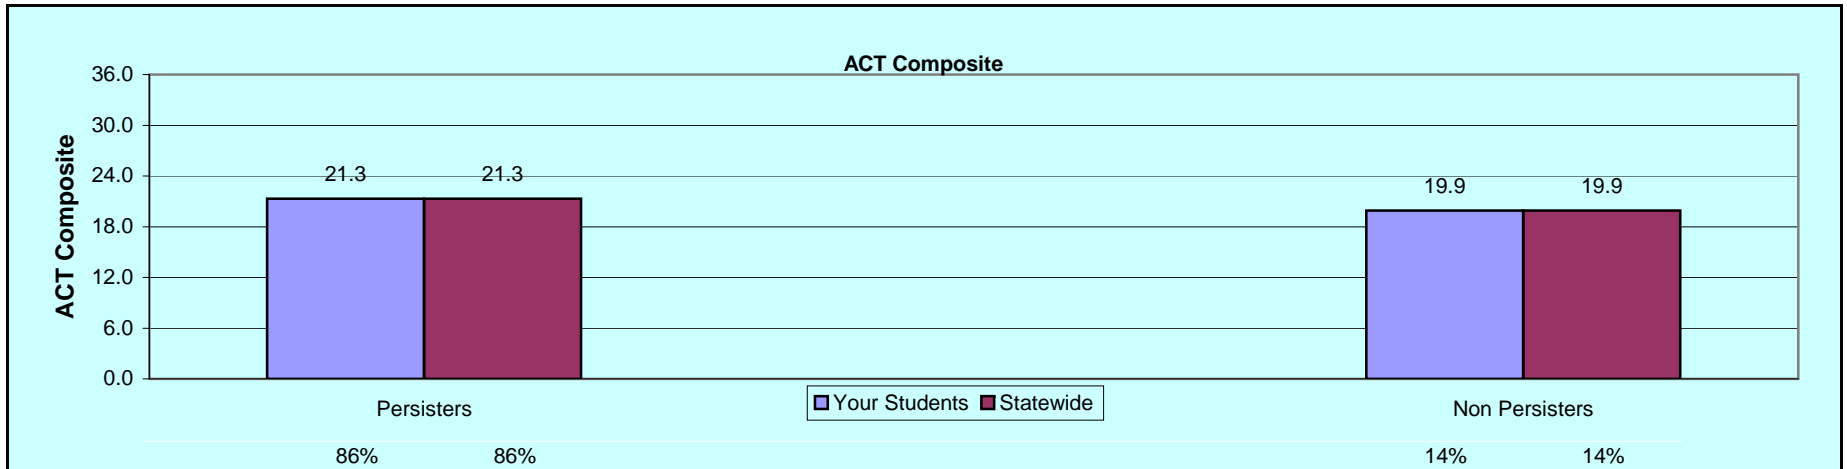 ACT Composite
ACT Composite
36.0
30.0
24.0
18.0
12.0
6.0
0.0
21.3 21.3 19.9 19.9
Persisters Non Persisters
Your Students Statewide
86% 86% 14% 14%